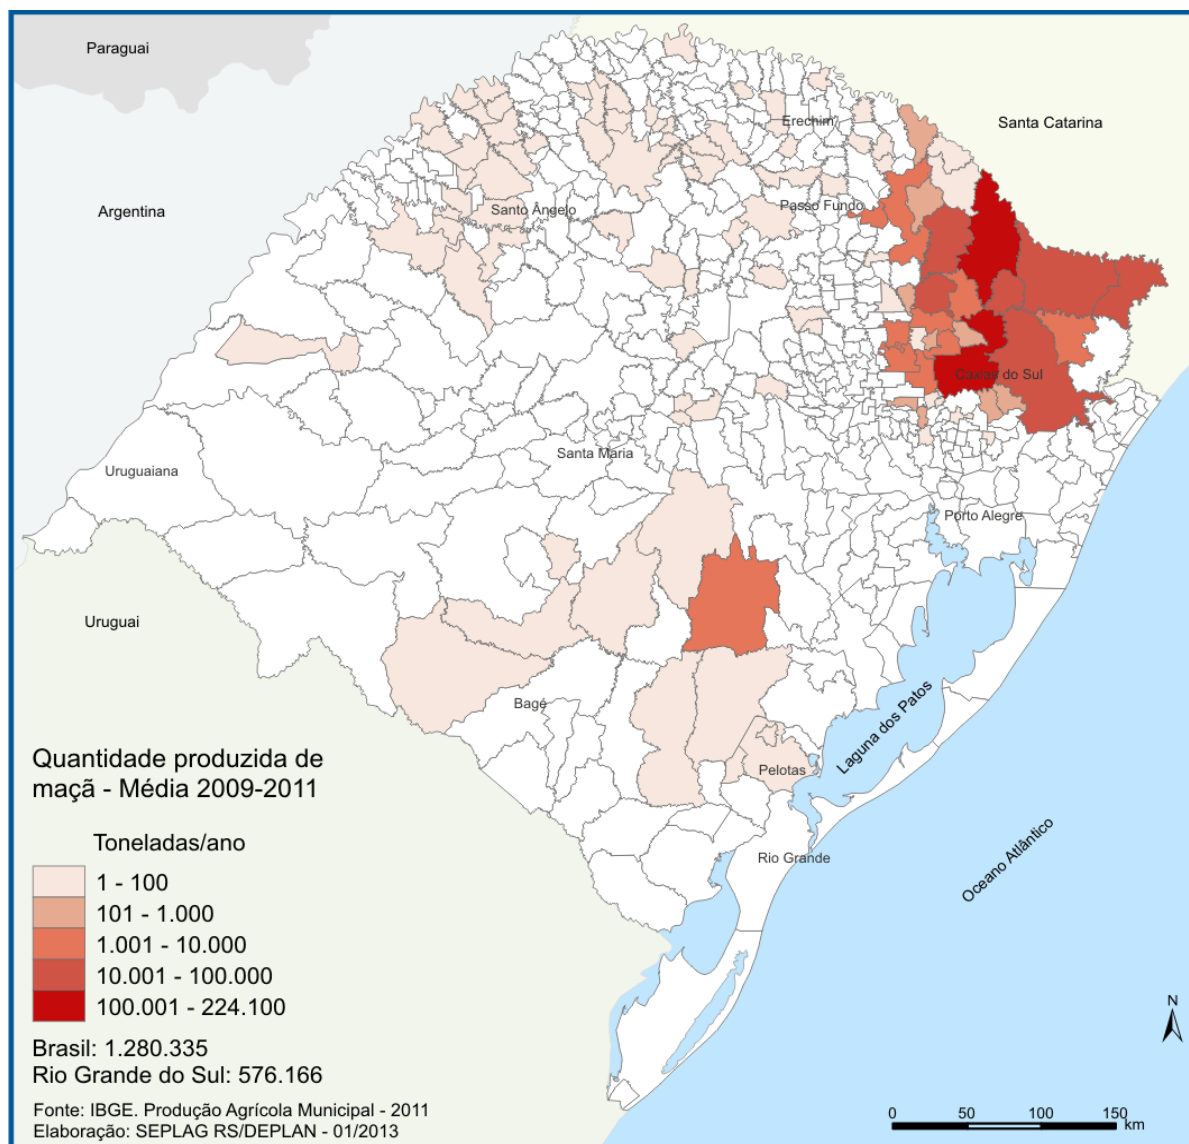 Paraguai
Santa Catarina
Erechim
Argentina
Santo Ângelo
Passo Fundo
Caxias do Sul
Santa Maria
Uruguaiana
Porto Alegre
Uruguai
Bagé
Laguna dos Patos
Pelotas
Rio Grande
Oceano Atlântico
Quantidade produzida de
maçã - Média 2009-2011
Toneladas/ano
1 - 100
101 - 1.000
1.001 - 10.000
10.001 - 100.000
100.001 - 224.100
Brasil: 1.280.335
Rio Grande do Sul: 576.166
Fonte: IBGE. Produção Agrícola Municipal - 2011
Elaboração: SEPLAG RS/DEPLAN - 01/2013
N
0 50 100 150
km